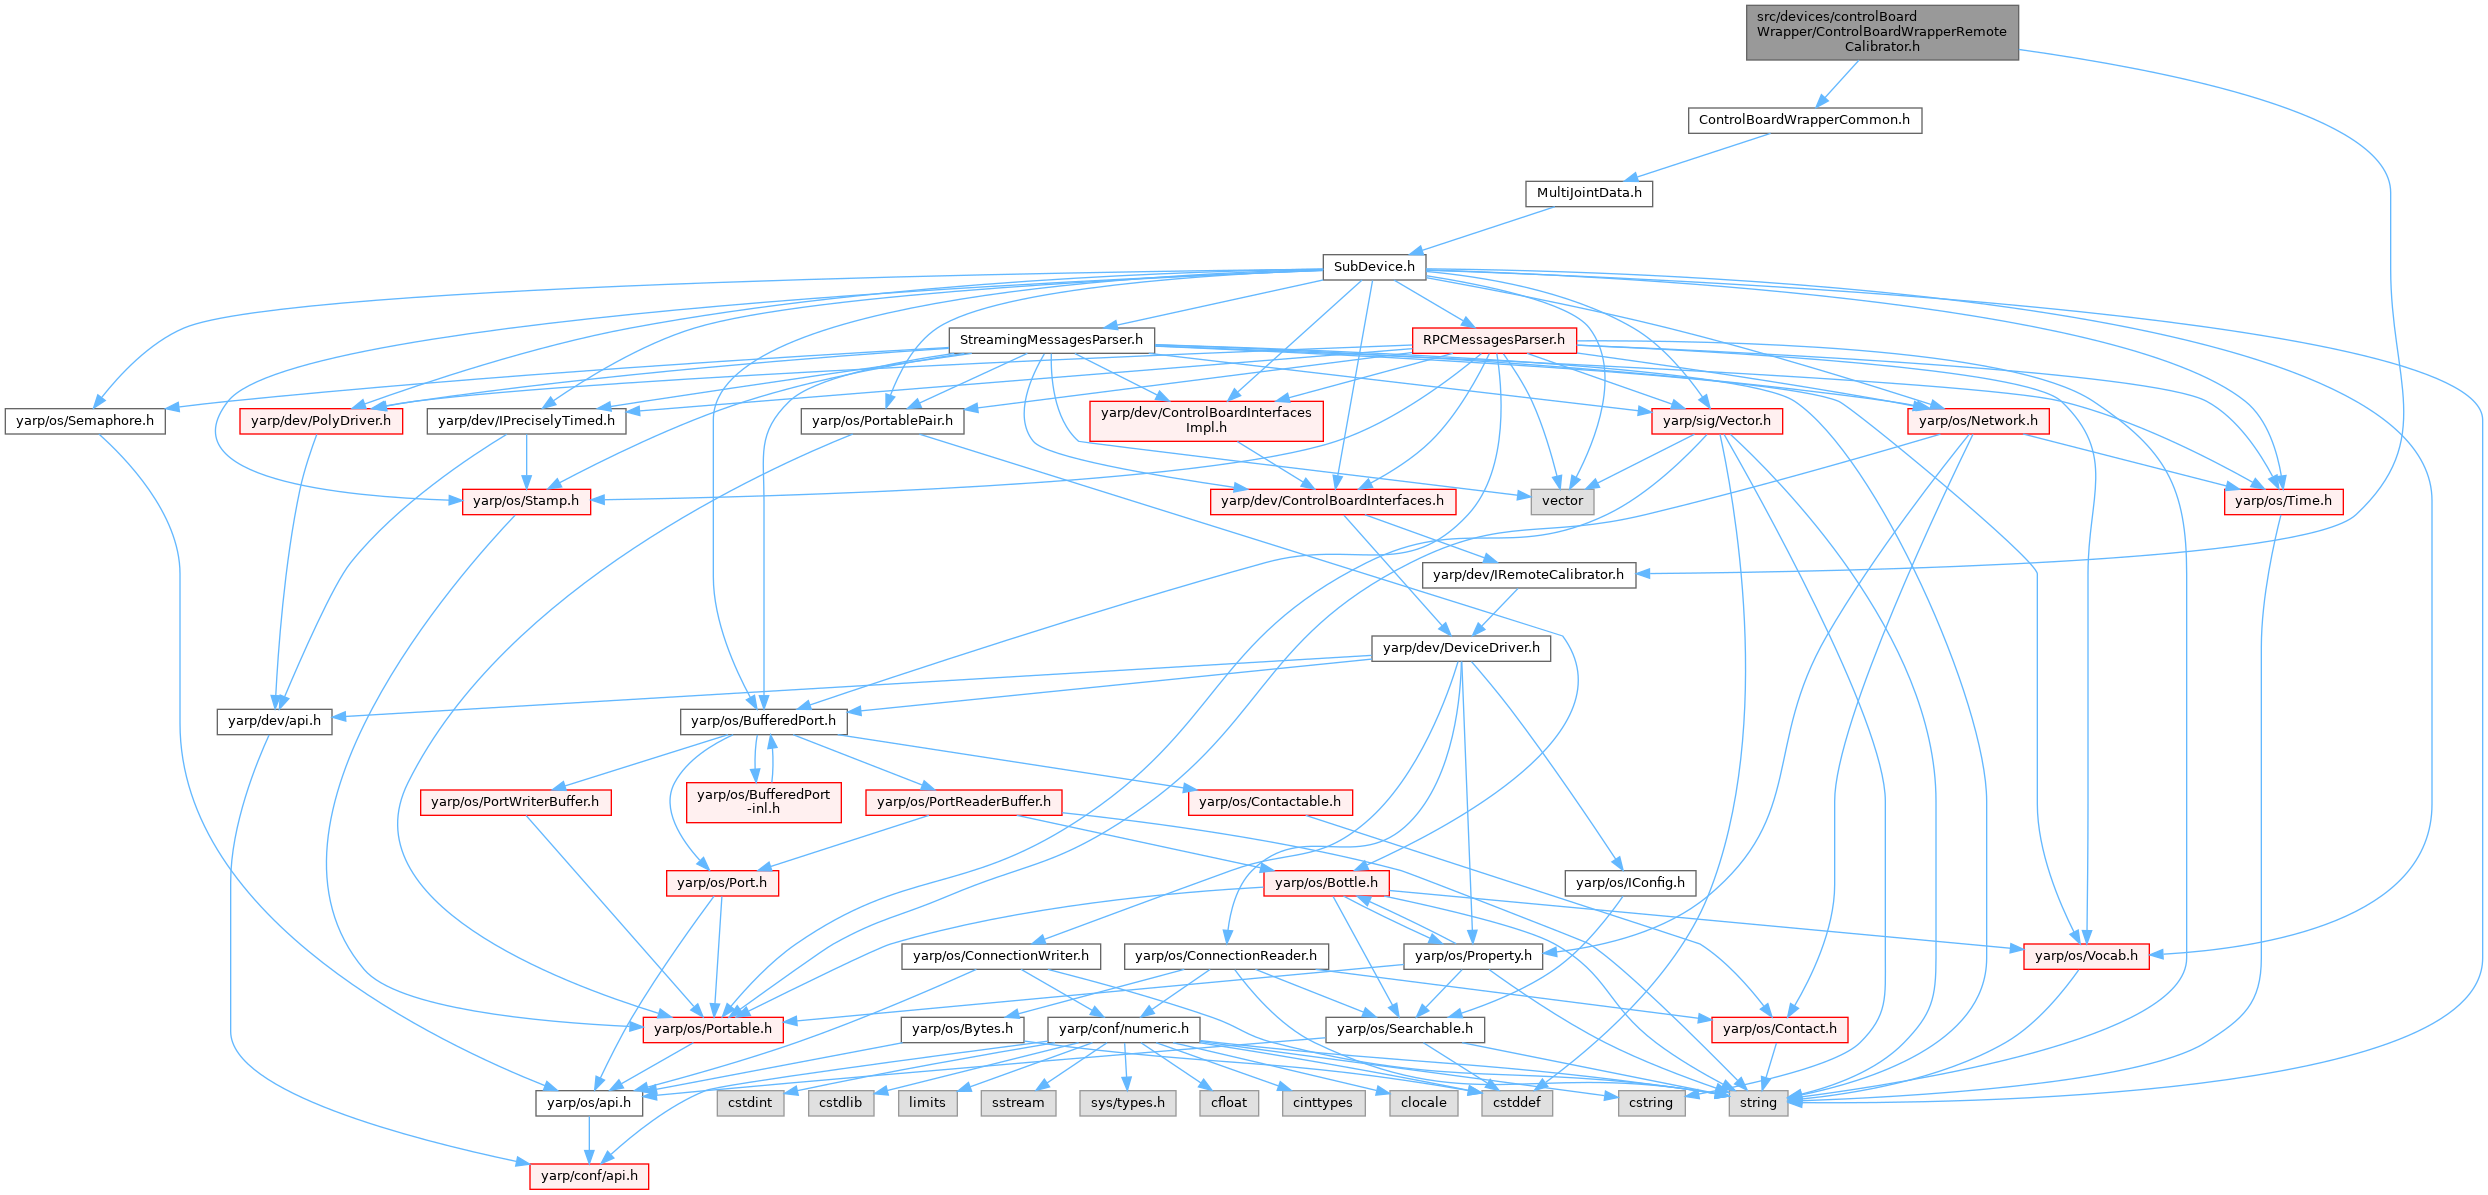 src/devices/controlBoard
Wrapper/ControlBoardWrapperRemote
Calibrator.h
ControlBoardWrapperCommon.h
MultiJointData.h
SubDevice.h
StreamingMessagesParser.h
RPCMessagesParser.h
yarp/os/Semaphore.h
yarp/dev/PolyDriver.h
yarp/dev/IPreciselyTimed.h
yarp/os/PortablePair.h
yarp/dev/ControlBoardInterfaces
Impl.h
yarp/sig/Vector.h
yarp/os/Network.h
yarp/os/Stamp.h
yarp/dev/ControlBoardInterfaces.h
vector
yarp/os/Time.h
yarp/dev/IRemoteCalibrator.h
yarp/dev/DeviceDriver.h
yarp/dev/api.h
yarp/os/BufferedPort.h
yarp/os/PortWriterBuffer.h
yarp/os/BufferedPort
-inl.h
yarp/os/PortReaderBuffer.h
yarp/os/Contactable.h
yarp/os/Port.h
yarp/os/Bottle.h
yarp/os/IConfig.h
yarp/os/ConnectionWriter.h
yarp/os/ConnectionReader.h
yarp/os/Property.h
yarp/os/Vocab.h
yarp/os/Portable.h
yarp/os/Bytes.h
yarp/conf/numeric.h
yarp/os/Searchable.h
yarp/os/Contact.h
yarp/os/api.h
cstdint
cstdlib
limits
sstream
sys/types.h
cfloat
cinttypes
clocale
cstddef
cstring
string
yarp/conf/api.h